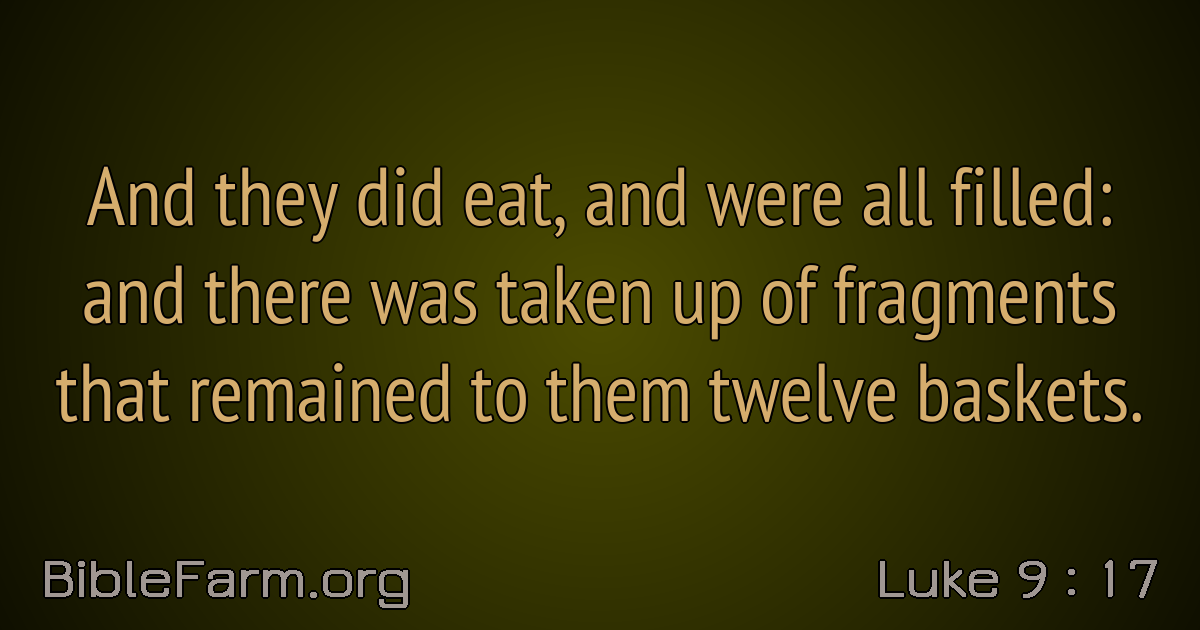 And they did eat, and were all filled:
and there was taken up of fragments
that remained to them twelve baskets.
BibleFarm.org
Luke 9 : 17